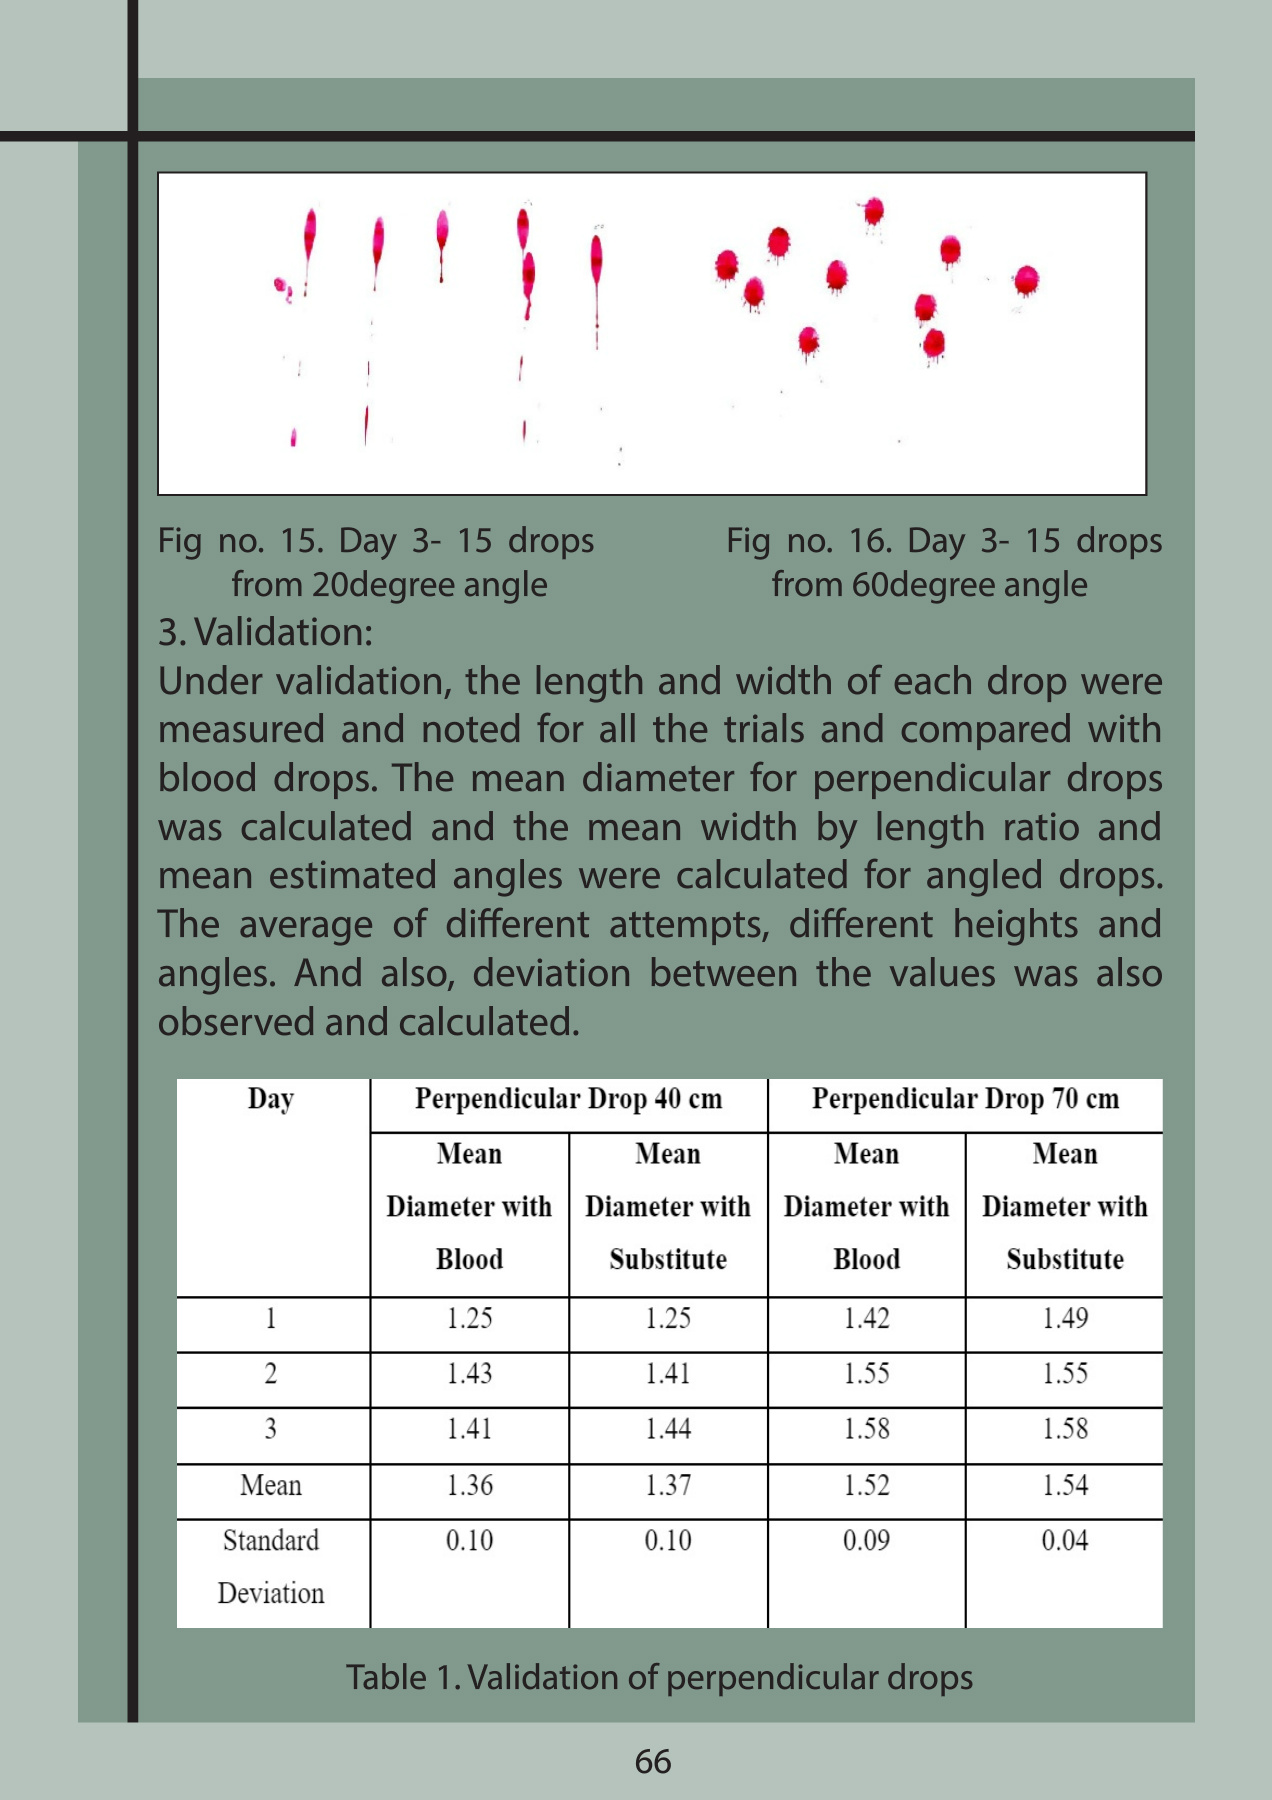 Fig no. 15. Day 3- 15 drops
from 20degree angle
Fig no. 16. Day 3- 15 drops
from 60degree angle
3. Validation:
Under validation, the length and width of each drop were
measured and noted for all the trials and compared with
blood drops. The mean diameter for perpendicular drops
was calculated and the mean width by length ratio and
mean estimated angles were calculated for angled drops.
The average of different attempts, different heights and
angles. And also, deviation between the values was also
observed and calculated.
Day Perpendicular Drop 40 cm Perpendicular Drop 70 cm
Mean Mean Mean Mean
Diameter with Diameter with Diameter with Diameter with
Blood Substitute Blood Substitute
1 1.25 1.25 1.42 1.49
2 1.43 1.41 1.55 1.55
3 1.41 1.44 1.58 1.58
Mean 1.36 1.37 1.52 1.54
Standard 0.10 0.10 0.09 0.04
Deviation
Table 1. Validation of perpendicular drops
66